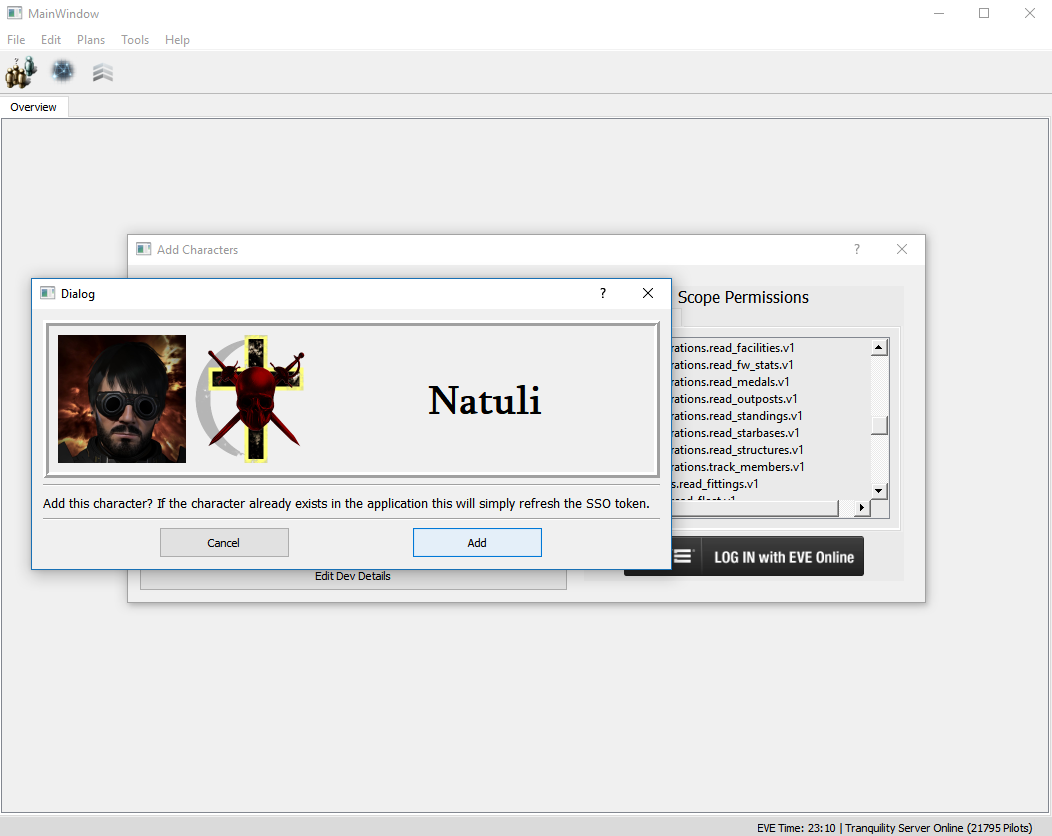 MainWindow
File Edit Plans Tools Help
Overview
Add Characters ?
Dialog ?
Scope Permissions
rations.read_facilities.v1
rations.read_fw_stats.v1
rations.read_medals.v1
rations.read_outposts.v1
rations.read_standings.v1
rations.read_starbases.v1
rations.read_structures.v1
rations.track_members.v1
s.read_fittings.v1
Natuli
Add this character? If the character already exists in the application this will simply refresh the SSO token.
Cancel Add
LOG IN with EVE Online
Edit Dev Details
EVE Time: 23:10 | Tranquility Server Online (21795 Pilots)